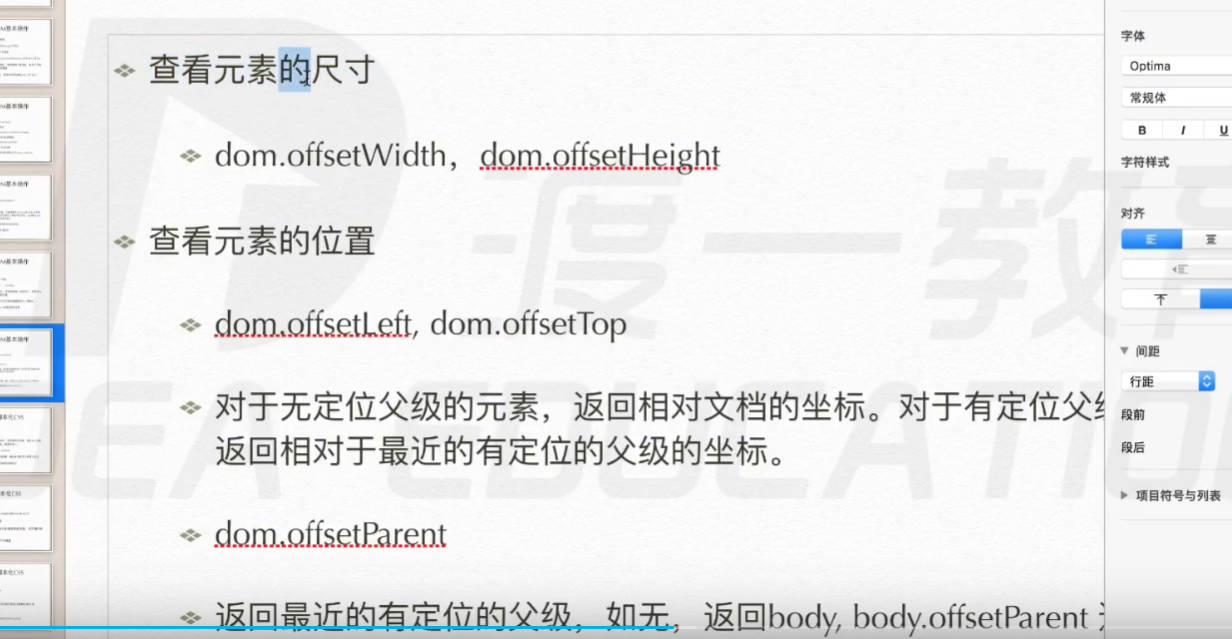 查看元素的尺寸
dom.offsetWidth，dom.offsetHeight
查看元素的位置
dom.offsetLeft, dom.offsetTop
对于无定位父级的元素，返回相对文档的坐标。对于有定位父级
返回相对于最近的有定位的父级的坐标。
dom.offsetParent
返回最近的有定位的父级，如无，返回body, body.offsetParent
渡一教育
EDUCATION
字体
Optima
常规体
B I U
字符样式
对齐
间距
行距
段前
段后
项目符号与列表